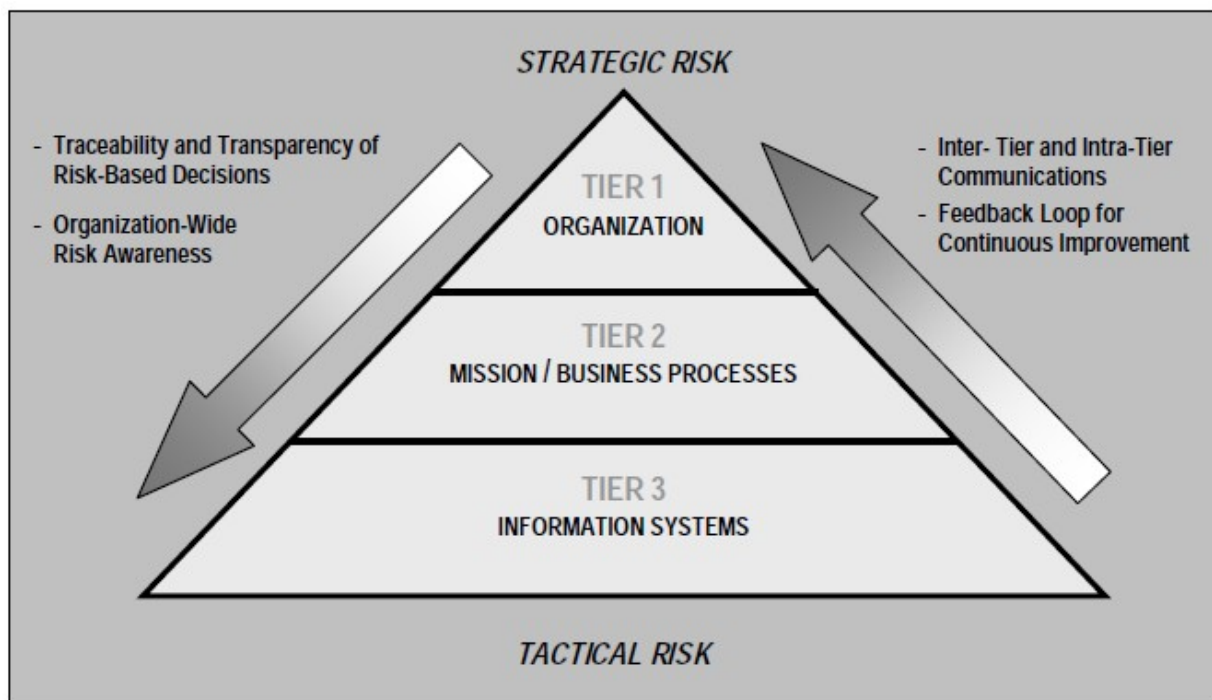 STRATEGIC RISK
- Traceability and Transparency of
Risk-Based Decisions
- Organization-Wide
Risk Awareness
- Inter- Tier and Intra-Tier
Communications
- Feedback Loop for
Continuous Improvement
TIER 1
ORGANIZATION
TIER 2
MISSION / BUSINESS PROCESSES
TIER 3
INFORMATION SYSTEMS
TACTICAL RISK